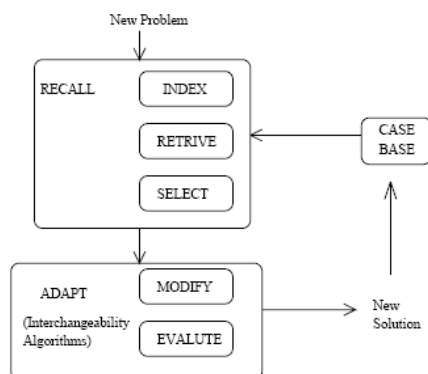 New Problem
RECALL
INDEX
RETRIVE
SELECT
CASE
BASE
ADAPT
(Interchangeability
Algorithms)
MODIFY
EVALUTE
New
Solution